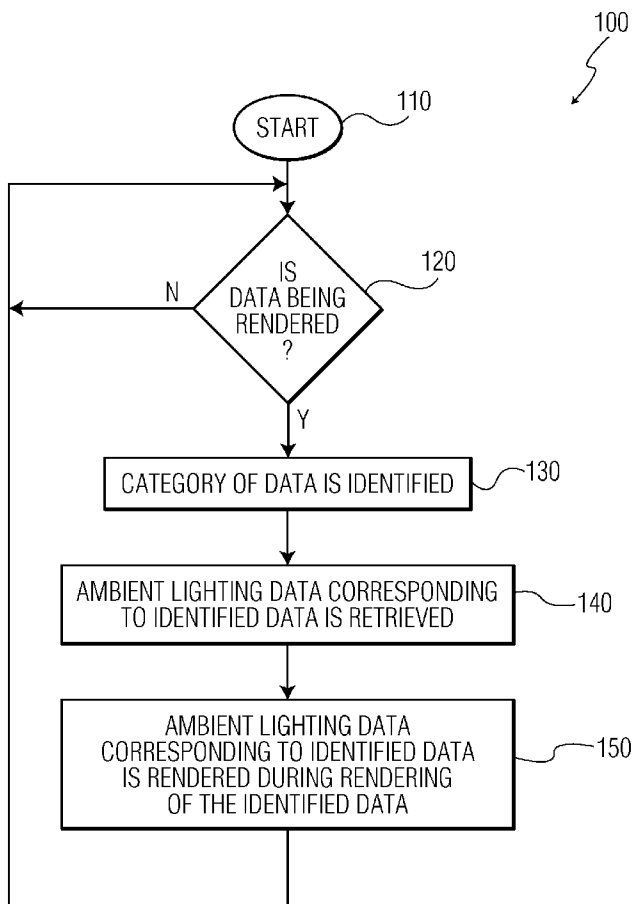 100
START
110
IS
DATA BEING
RENDERED
?
120
N
Y
CATEGORY OF DATA IS IDENTIFIED
130
AMBIENT LIGHTING DATA CORRESPONDING
TO IDENTIFIED DATA IS RETRIEVED
140
AMBIENT LIGHTING DATA
CORRESPONDING TO IDENTIFIED DATA
IS RENDERED DURING RENDERING
OF THE IDENTIFIED DATA
150